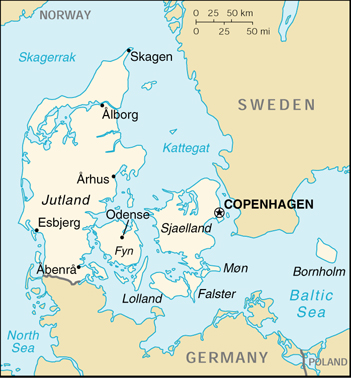 NORWAY
0 25 50 km
0 25 50 mi
Skagerrak
Skagen
SWEDEN
Ålborg
Kattegat
Århus
Jutland
COPENHAGEN
Odense
Esbjerg
Sjaelland
Fyn
Åbenrå
Møn
Bornholm
Lolland
Falster
Baltic
Sea
North
Sea
GERMANY
POLAND